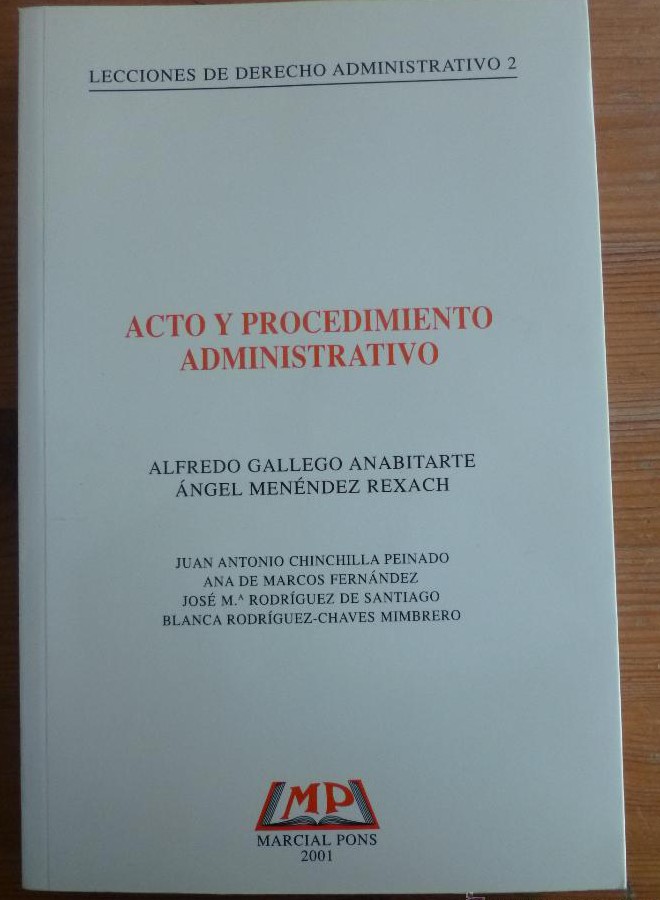 LECCIONES DE DERECHO ADMINISTRATIVO 2
ACTO Y PROCEDIMIENTO
ADMINISTRATIVO
ALFREDO GALLEGO ANABITARTE
ÁNGEL MENÉNDEZ REXACH
JUAN ANTONIO CHINCHILLA PEINADO
ANA DE MARCOS FERNÁNDEZ
JOSÉ M.ª RODRÍGUEZ DE SANTIAGO
BLANCA RODRÍGUEZ-CHAVES MIMBRERO
MP
MARCIAL PONS
2001